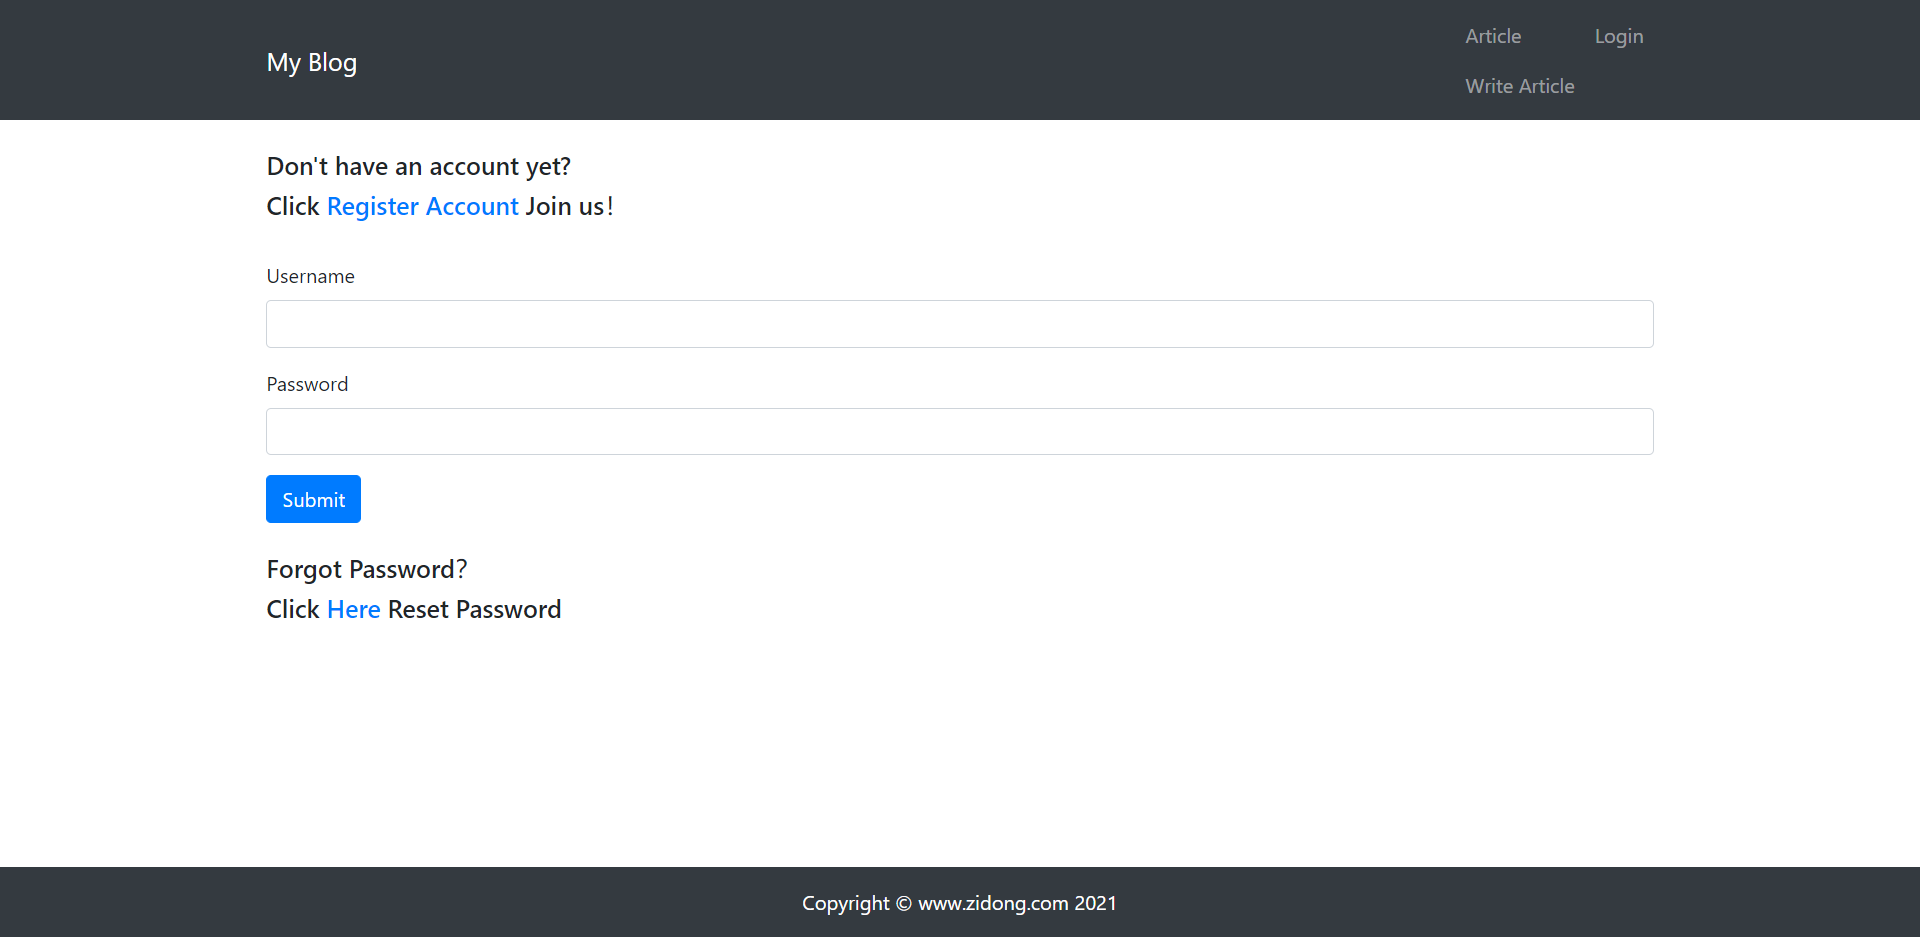 My Blog
Article
Login
Write Article
Don't have an account yet?
Click Register Account Join us！
Username
Password
Submit
Forgot Password？
Click Here Reset Password
Copyright © www.zidong.com 2021